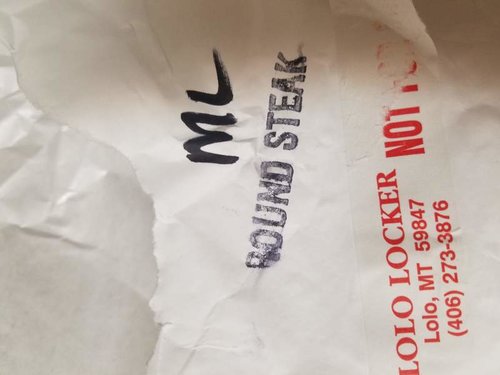 ML
ROUND STEAK
NOT
LOLO LOCKER
Lolo, MT 59847
(406) 273-3876